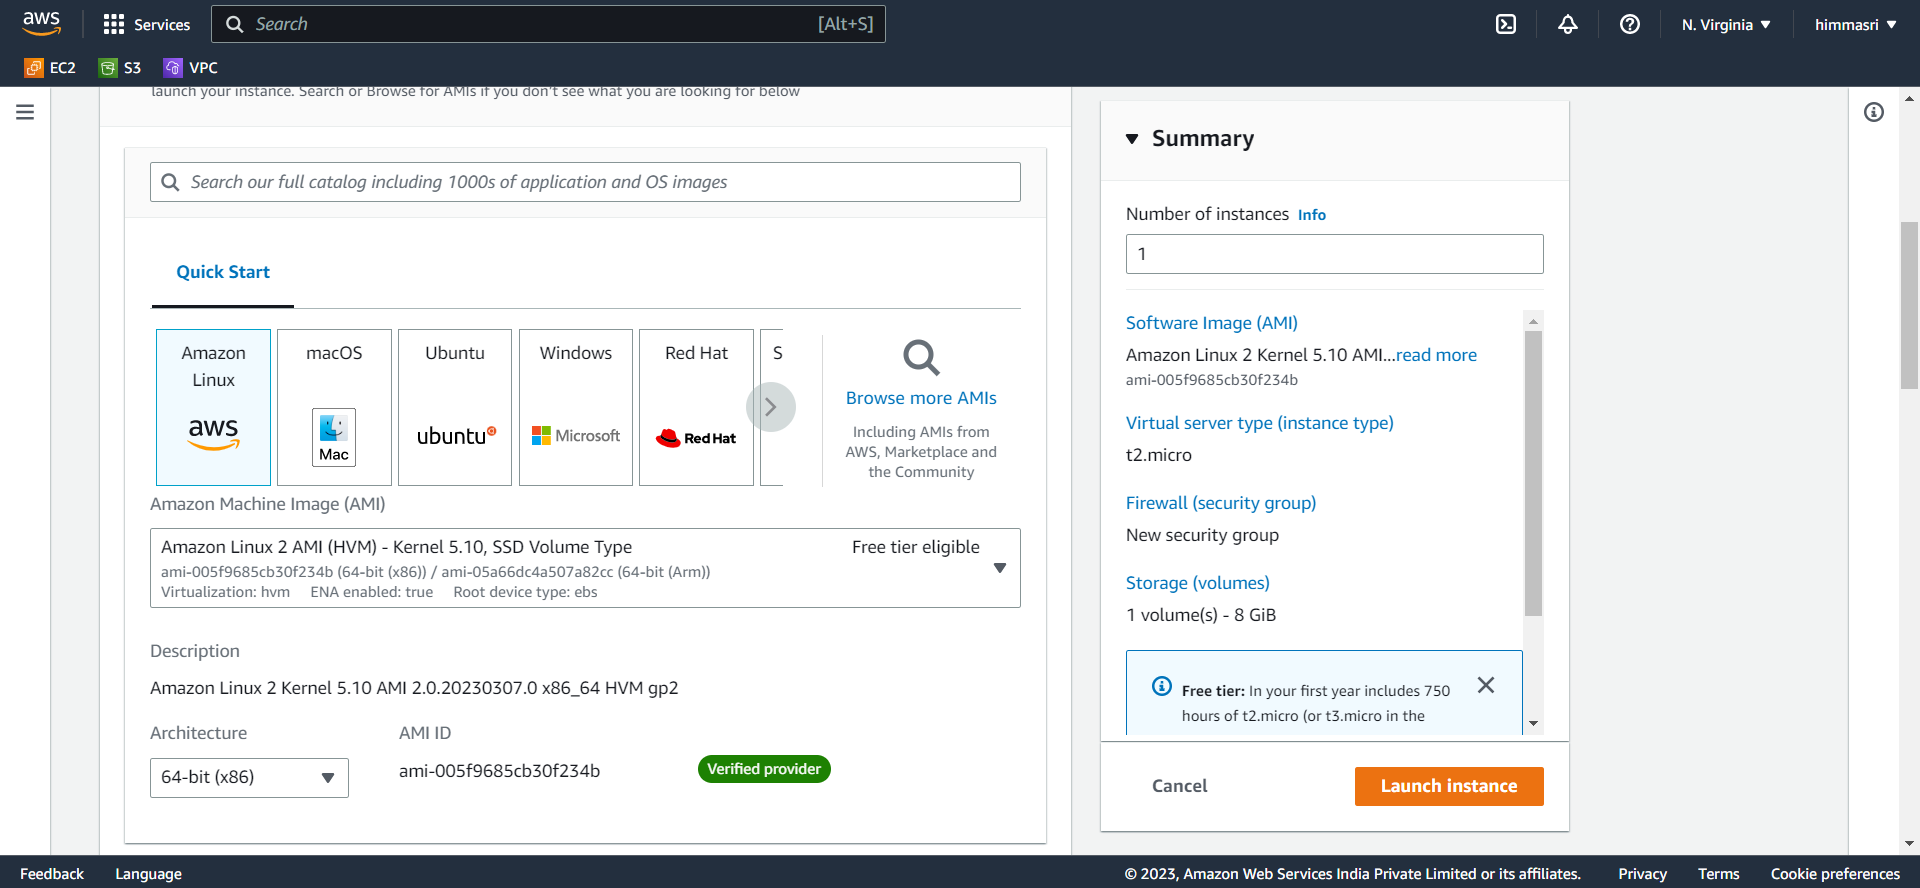 aws
Services
Search
[Alt+S]
N. Virginia ▼
himmasri ▼
EC2
S3
VPC
launch your instance. Search or Browse for AMIs if you don't see what you are looking for below
Search our full catalog including 1000s of application and OS images
Quick Start
Amazon
Linux
aws
macOS
Mac
Ubuntu
ubuntu
Windows
Microsoft
Red Hat
Red Hat
S
Browse more AMIs
Including AMIs from
AWS, Marketplace and
the Community
Amazon Machine Image (AMI)
Amazon Linux 2 AMI (HVM) - Kernel 5.10, SSD Volume Type
Free tier eligible
ami-005f9685cb30f234b (64-bit (x86)) / ami-05a66dc4a507a82cc (64-bit (Arm))
Virtualization: hvm ENA enabled: true Root device type: ebs
Description
Amazon Linux 2 Kernel 5.10 AMI 2.0.20230307.0 x86_64 HVM gp2
Architecture
AMI ID
64-bit (x86)
ami-005f9685cb30f234b
Verified provider
Summary
Number of instances Info
1
Software Image (AMI)
Amazon Linux 2 Kernel 5.10 AMI...read more
ami-005f9685cb30f234b
Virtual server type (instance type)
t2.micro
Firewall (security group)
New security group
Storage (volumes)
1 volume(s) - 8 GiB
Free tier: In your first year includes 750
hours of t2.micro (or t3.micro in the
Cancel
Launch instance
Feedback
Language
© 2023, Amazon Web Services India Private Limited or its affiliates.
Privacy
Terms
Cookie preferences